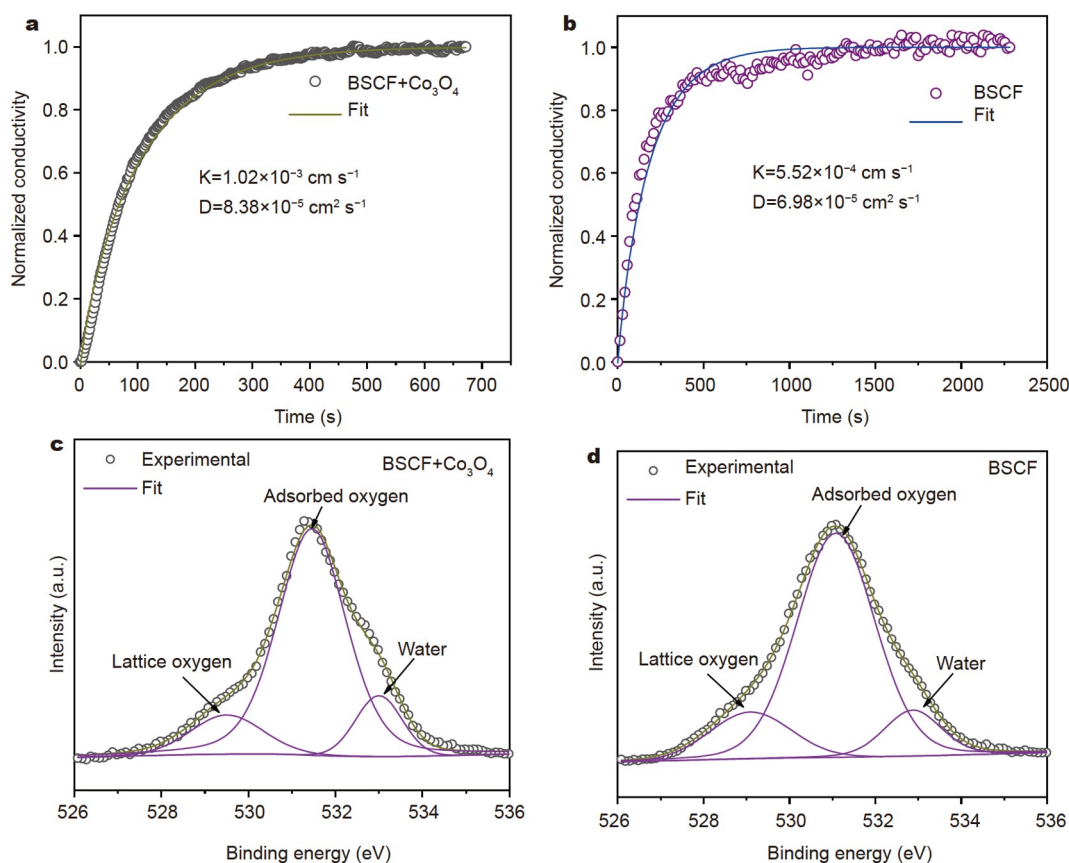 a
Normalized conductivity
1.0
0.8
0.6
0.4
0.2
0.0
BSCF+Co₃O₄
Fit
K=1.02×10⁻³ cm s⁻¹
D=8.38×10⁻⁵ cm² s⁻¹
0 100 200 300 400 500 600 700
Time (s)
b
Normalized conductivity
1.0
0.8
0.6
0.4
0.2
0.0
BSCF
Fit
K=5.52×10⁻⁴ cm s⁻¹
D=6.98×10⁻⁵ cm² s⁻¹
0 500 1000 1500 2000 2500
Time (s)
c
Experimental
Fit
BSCF+Co₃O₄
Adsorbed oxygen
Lattice oxygen
Water
Intensity (a.u.)
526 528 530 532 534 536
Binding energy (eV)
d
Experimental
Fit
BSCF
Adsorbed oxygen
Lattice oxygen
Water
Intensity (a.u.)
526 528 530 532 534 536
Binding energy (eV)